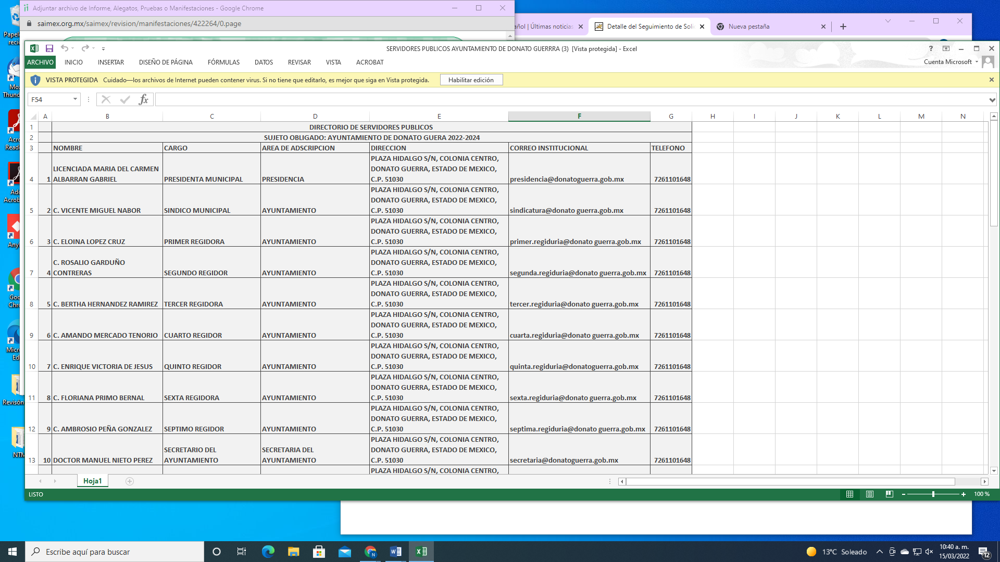 Adjuntar archivo de Informe, Alegatos, Pruebas o Manifestaciones - Google Chrome
saimex.org.mx/saimex/revision/manifestaciones/422264/0.page
añol | Últimas noticias
Detalle del Seguimiento de Soli
Nueva pestaña
SERVIDORES PUBLICOS AYUNTAMIENTO DE DONATO GUERRRA (3) [Vista protegida] - Excel
ARCHIVO INICIO INSERTAR DISEÑO DE PÁGINA FÓRMULAS DATOS REVISAR VISTA ACROBAT
Cuenta Microsoft
VISTA PROTEGIDA Cuidado—los archivos de Internet pueden contener virus. Si no tiene que editarlo, es mejor que siga en Vista protegida. Habilitar edición
F54
fx
A B C D E F G H I J K L M N
1 DIRECTORIO DE SERVIDORES PUBLICOS
2 SUJETO OBLIGADO: AYUNTAMIENTO DE DONATO GUERA 2022-2024
3 NOMBRE CARGO AREA DE ADSCRIPCION DIRECCION CORREO INSTITUCIONAL TELEFONO
PLAZA HIDALGO S/N, COLONIA CENTRO,
LICENCIADA MARIA DEL CARMEN DONATO GUERRA, ESTADO DE MEXICO,
4 1 ALBARRAN GABRIEL PRESIDENTA MUNICIPAL PRESIDENCIA C.P. 51030 presidencia@donatoguerra.gob.mx 7261101648
PLAZA HIDALGO S/N, COLONIA CENTRO,
DONATO GUERRA, ESTADO DE MEXICO,
5 2 C. VICENTE MIGUEL NABOR SINDICO MUNICIPAL AYUNTAMIENTO C.P. 51030 sindicatura@donato guerra.gob.mx 7261101648
PLAZA HIDALGO S/N, COLONIA CENTRO,
DONATO GUERRA, ESTADO DE MEXICO,
6 3 C. ELOINA LOPEZ CRUZ PRIMER REGIDORA AYUNTAMIENTO C.P. 51030 primer.regiduria@donato guerra.gob.mx 7261101648
PLAZA HIDALGO S/N, COLONIA CENTRO,
C. ROSALIO GARDUÑO DONATO GUERRA, ESTADO DE MEXICO,
7 4 CONTRERAS SEGUNDO REGIDOR AYUNTAMIENTO C.P. 51030 segunda.regiduria@donato guerra.gob.mx 7261101648
PLAZA HIDALGO S/N, COLONIA CENTRO,
DONATO GUERRA, ESTADO DE MEXICO,
8 5 C. BERTHA HERNANDEZ RAMIREZ TERCER REGIDORA AYUNTAMIENTO C.P. 51030 tercer.regiduria@donato guerra.gob.mx 7261101648
PLAZA HIDALGO S/N, COLONIA CENTRO,
DONATO GUERRA, ESTADO DE MEXICO,
9 6 C. AMANDO MERCADO TENORIO CUARTO REGIDOR AYUNTAMIENTO C.P. 51030 cuarta.regiduria@donato guerra.gob.mx 7261101648
PLAZA HIDALGO S/N, COLONIA CENTRO,
DONATO GUERRA, ESTADO DE MEXICO,
10 7 C. ENRIQUE VICTORIA DE JESUS QUINTO REGIDOR AYUNTAMIENTO C.P. 51030 quinta.regiduria@donatoguerra.gob.mx 7261101648
PLAZA HIDALGO S/N, COLONIA CENTRO,
DONATO GUERRA, ESTADO DE MEXICO,
11 8 C. FLORIANA PRIMO BERNAL SEXTA REGIDORA AYUNTAMIENTO C.P. 51030 sexta.regiduria@donato guerra.gob.mx 7261101648
PLAZA HIDALGO S/N, COLONIA CENTRO,
DONATO GUERRA, ESTADO DE MEXICO,
12 9 C. AMBROSIO PEÑA GONZALEZ SEPTIMO REGIDOR AYUNTAMIENTO C.P. 51030 septima.regiduria@donato guerra.gob.mx 7261101648
PLAZA HIDALGO S/N, COLONIA CENTRO,
SECRETARIO DEL SECRETARIA DEL DONATO GUERRA, ESTADO DE MEXICO,
13 10 DOCTOR MANUEL NIETO PEREZ AYUNTAMIENTO AYUNTAMIENTO C.P. 51030 secretaria@donatoguerra.gob.mx 7261101648
PLAZA HIDALGO S/N, COLONIA CENTRO,
Hoja1
LISTO
100 %
Papel
reci
Mo
Thund
Acro
Reade
Ad
Acrob
Any
Goo
Chro
Micr
Ed
Revisón
NTM
Escribe aquí para buscar
13°C Soleado
10:40 a. m.
15/03/2022
12